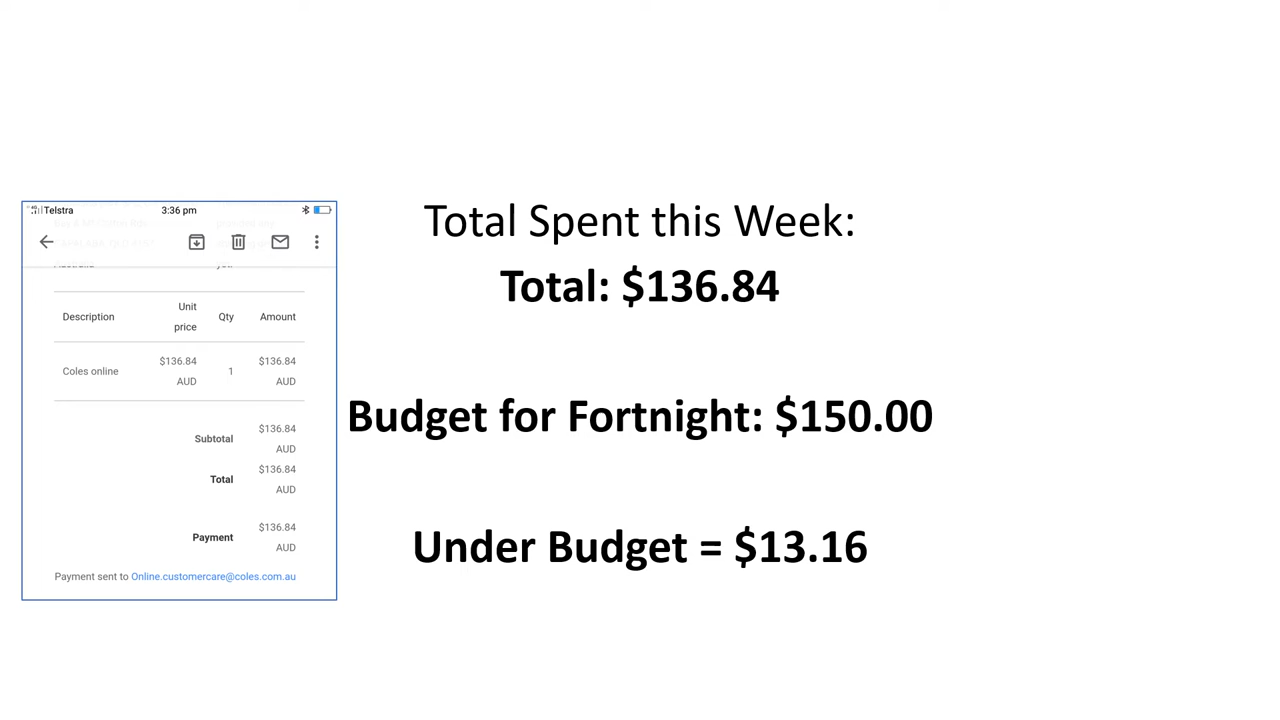 Telstra
3:36 pm
Australia
Description
Unit price
Qty
Amount
Coles online
$136.84 AUD
1
$136.84 AUD
Subtotal
$136.84 AUD
Total
$136.84 AUD
Payment
$136.84 AUD
Payment sent to Online.customercare@coles.com.au
Total Spent this Week:
Total: $136.84
Budget for Fortnight: $150.00
Under Budget = $13.16